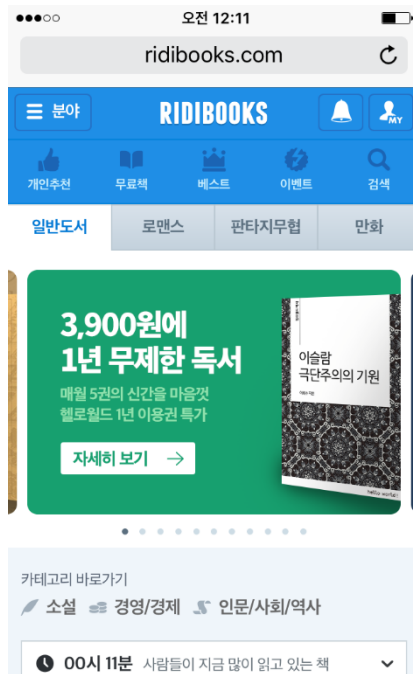 오전 12:11
ridibooks.com
분야
RIDIBOOKS
MY
개인추천 무료책 베스트 이벤트 검색
일반도서 로맨스 판타지무협 만화
3,900원에
1년 무제한 독서
매월 5권의 신간을 마음껏
헬로월드 1년 이용권 특가
자세히 보기 →
이슬람
극단주의의 기원
hello world!
카테고리 바로가기
소설 경영/경제 인문/사회/역사
00시 11분 사람들이 지금 많이 읽고 있는 책